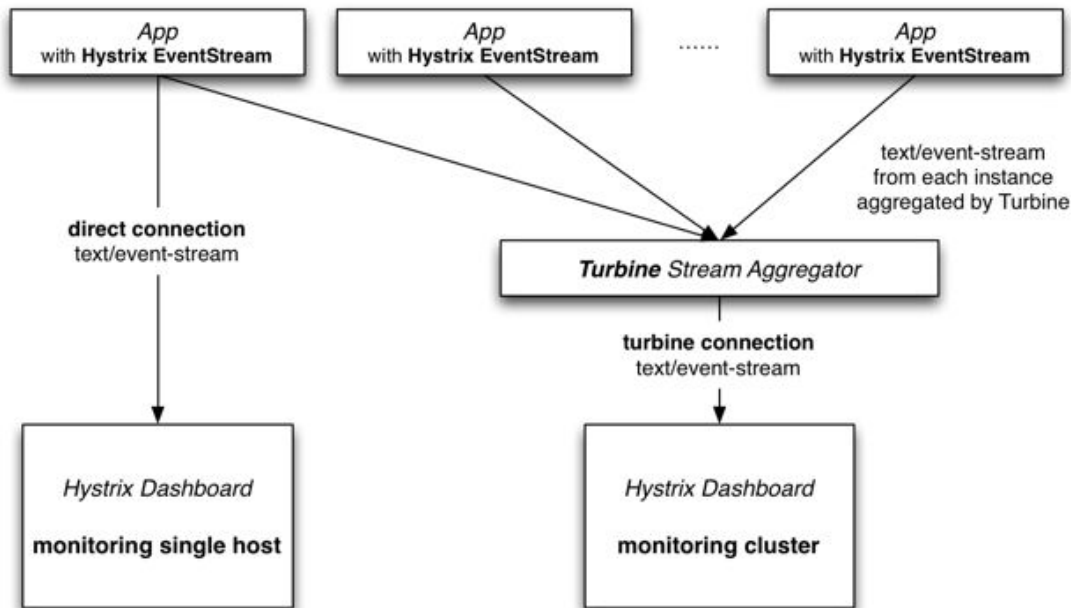 App
with Hystrix EventStream
App
with Hystrix EventStream
......
App
with Hystrix EventStream
text/event-stream
from each instance
aggregated by Turbine
direct connection
text/event-stream
Turbine Stream Aggregator
turbine connection
text/event-stream
Hystrix Dashboard
monitoring single host
Hystrix Dashboard
monitoring cluster